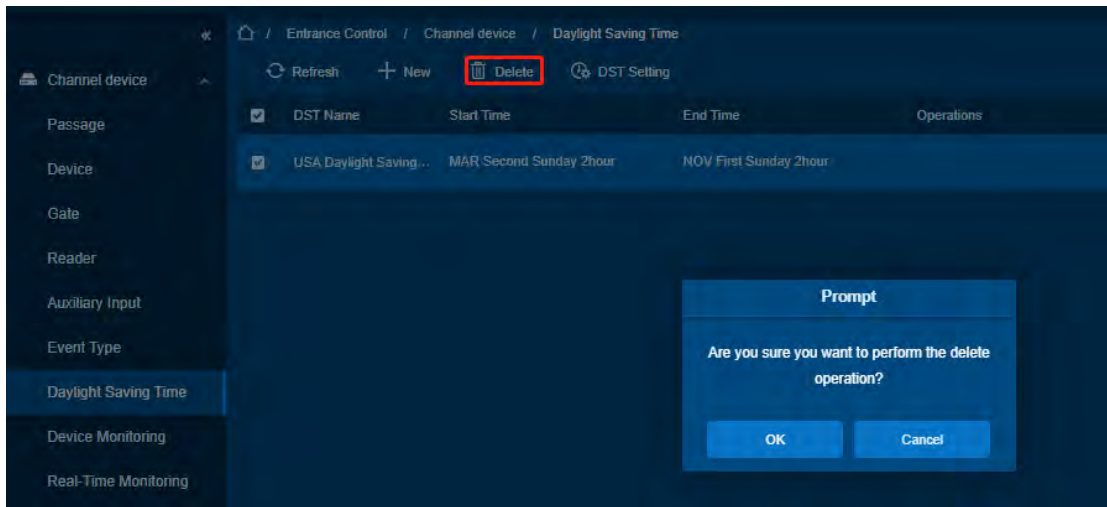 « / Entrance Control / Channel device / Daylight Saving Time
Channel device
Refresh + New Delete DST Setting
DST Name Start Time End Time Operations
Passage
USA Daylight Saving... MAR Second Sunday 2hour NOV First Sunday 2hour
Device
Gate
Reader
Auxiliary Input
Event Type
Daylight Saving Time
Device Monitoring
Real-Time Monitoring
Prompt
Are you sure you want to perform the delete
operation?
OK Cancel